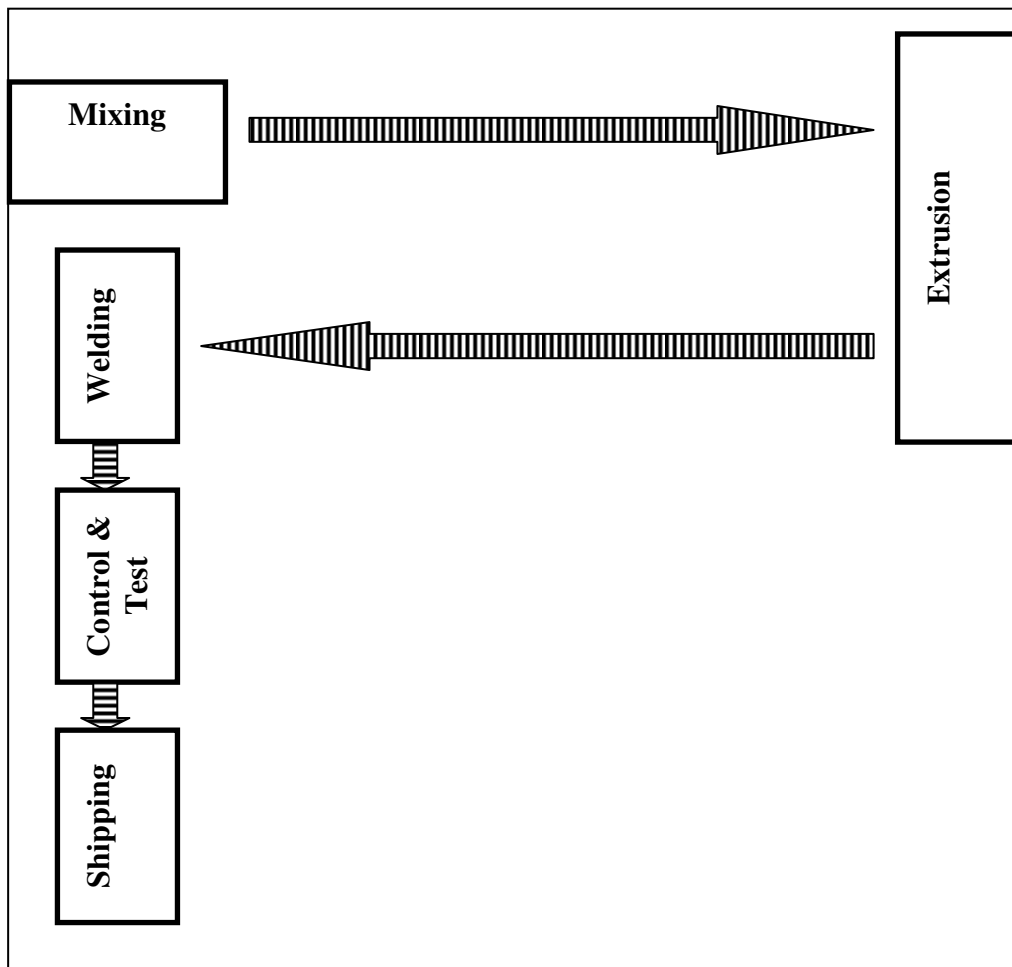 Mixing
Extrusion
Welding
Control &
Test
Shipping